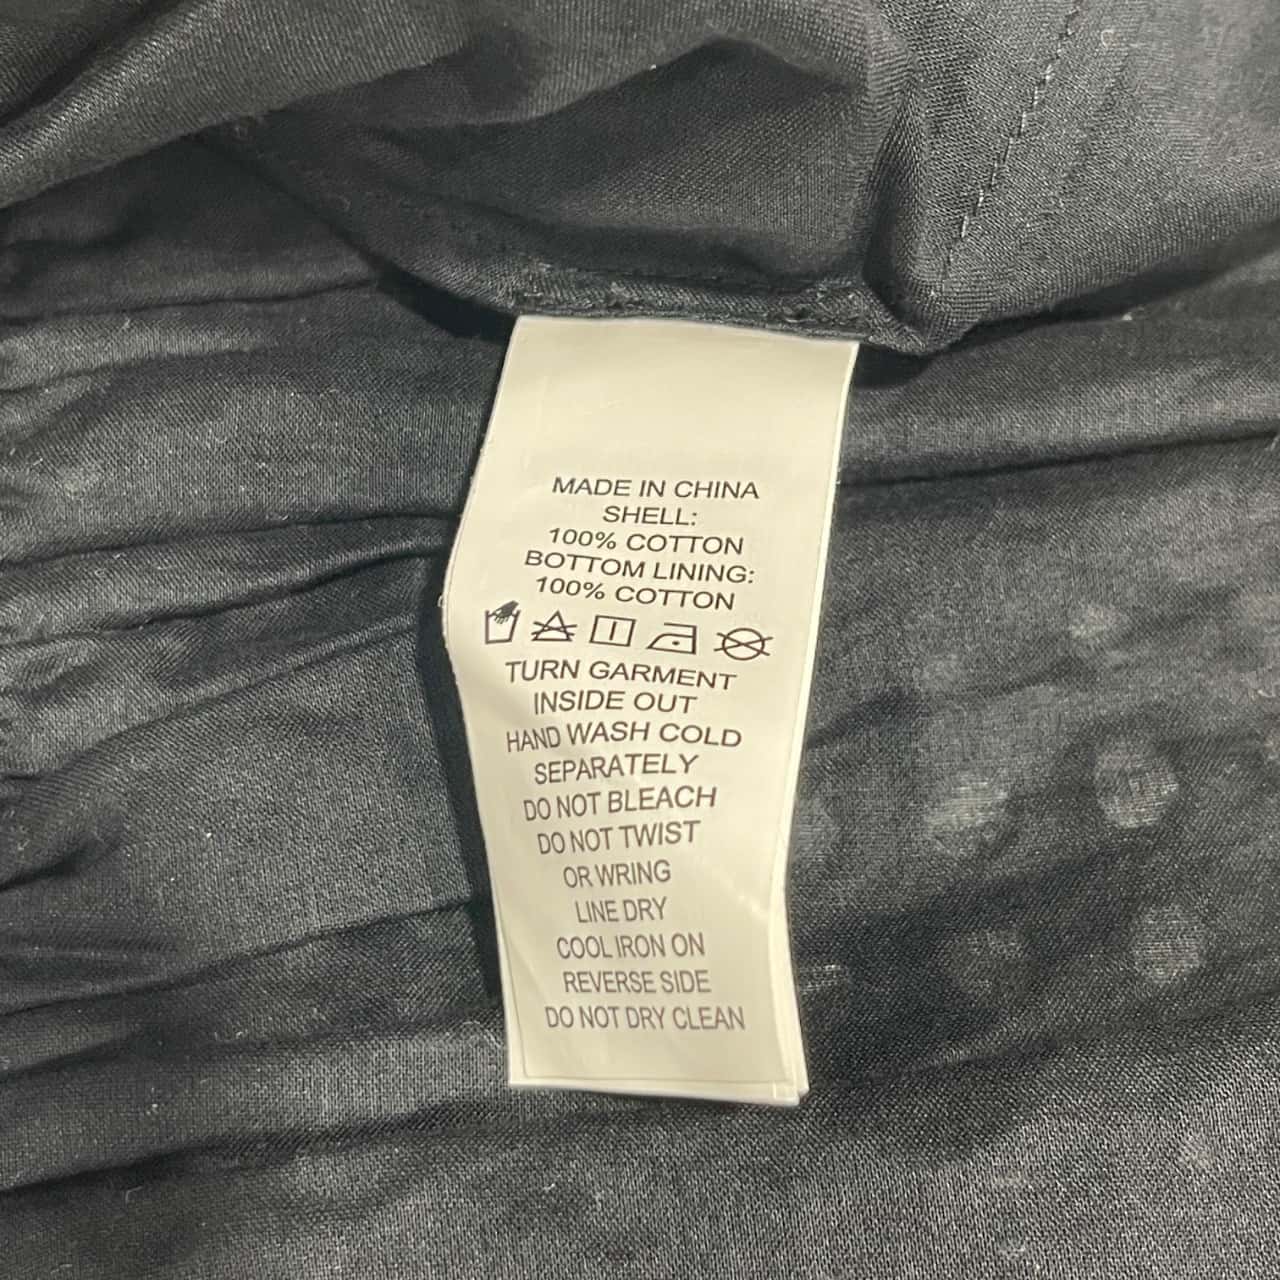 MADE IN CHINA
SHELL:
100% COTTON
BOTTOM LINING:
100% COTTON
TURN GARMENT
INSIDE OUT
HAND WASH COLD
SEPARATELY
DO NOT BLEACH
DO NOT TWIST
OR WRING
LINE DRY
COOL IRON ON
REVERSE SIDE
DO NOT DRY CLEAN